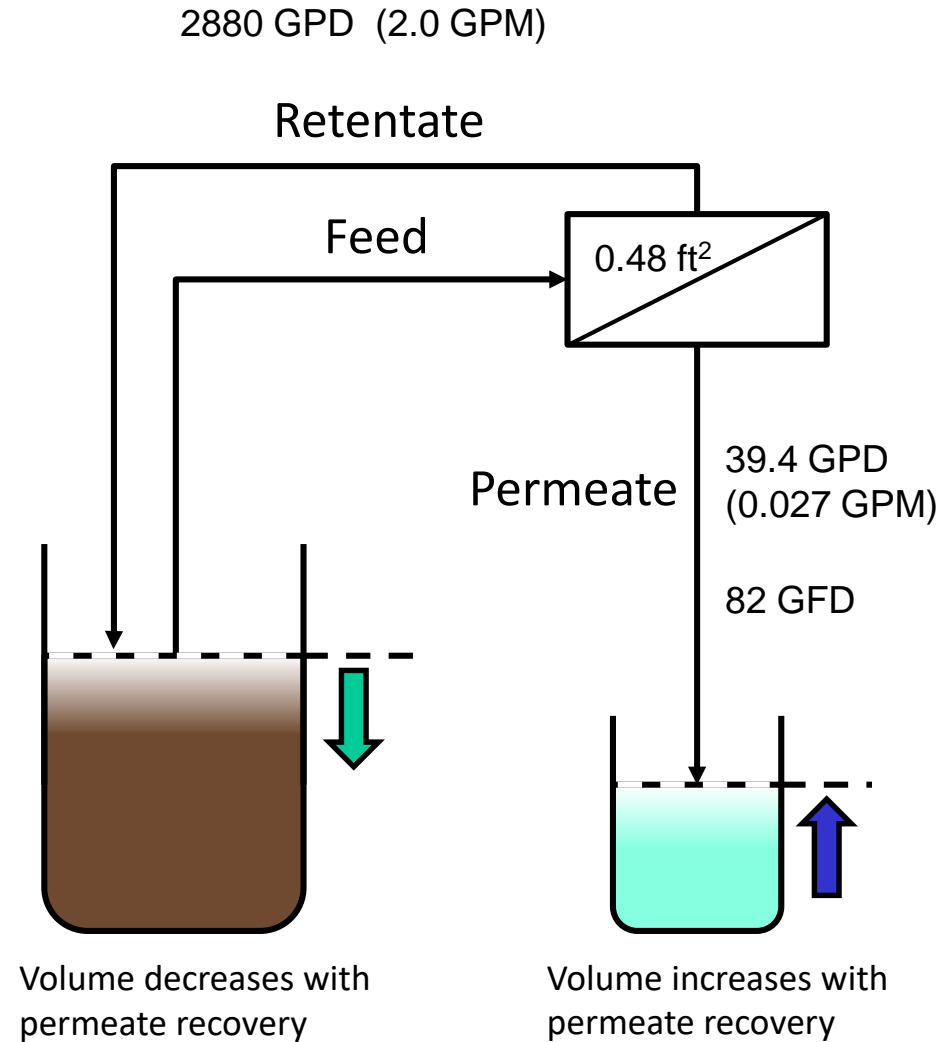 2880 GPD  (2.0 GPM)
Retentate
Feed
0.48 ft²
Permeate
39.4 GPD
(0.027 GPM)
82 GFD
Volume decreases with
permeate recovery
Volume increases with
permeate recovery